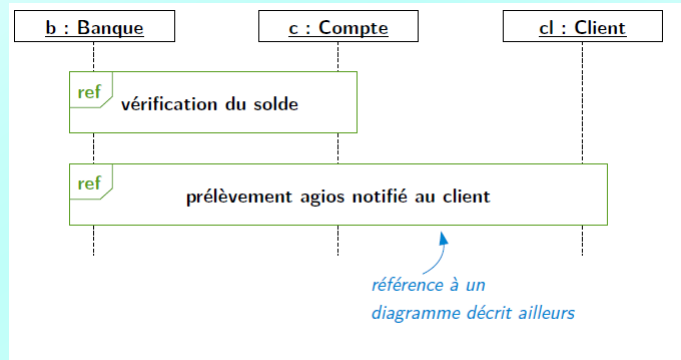 b : Banque
c : Compte
cl : Client
ref
vérification du solde
ref
prélèvement agios notifié au client
référence à un
diagramme décrit ailleurs